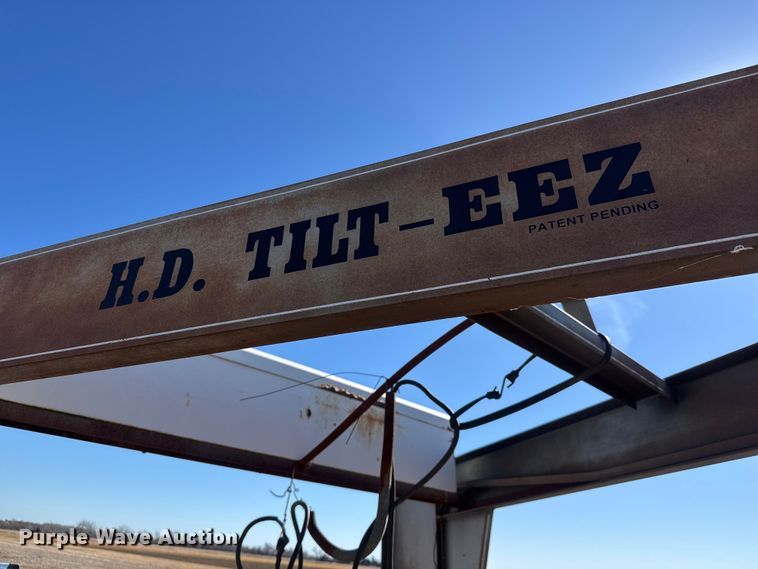 H.D. TILT-EEZ
PATENT PENDING
Purple Wave Auction